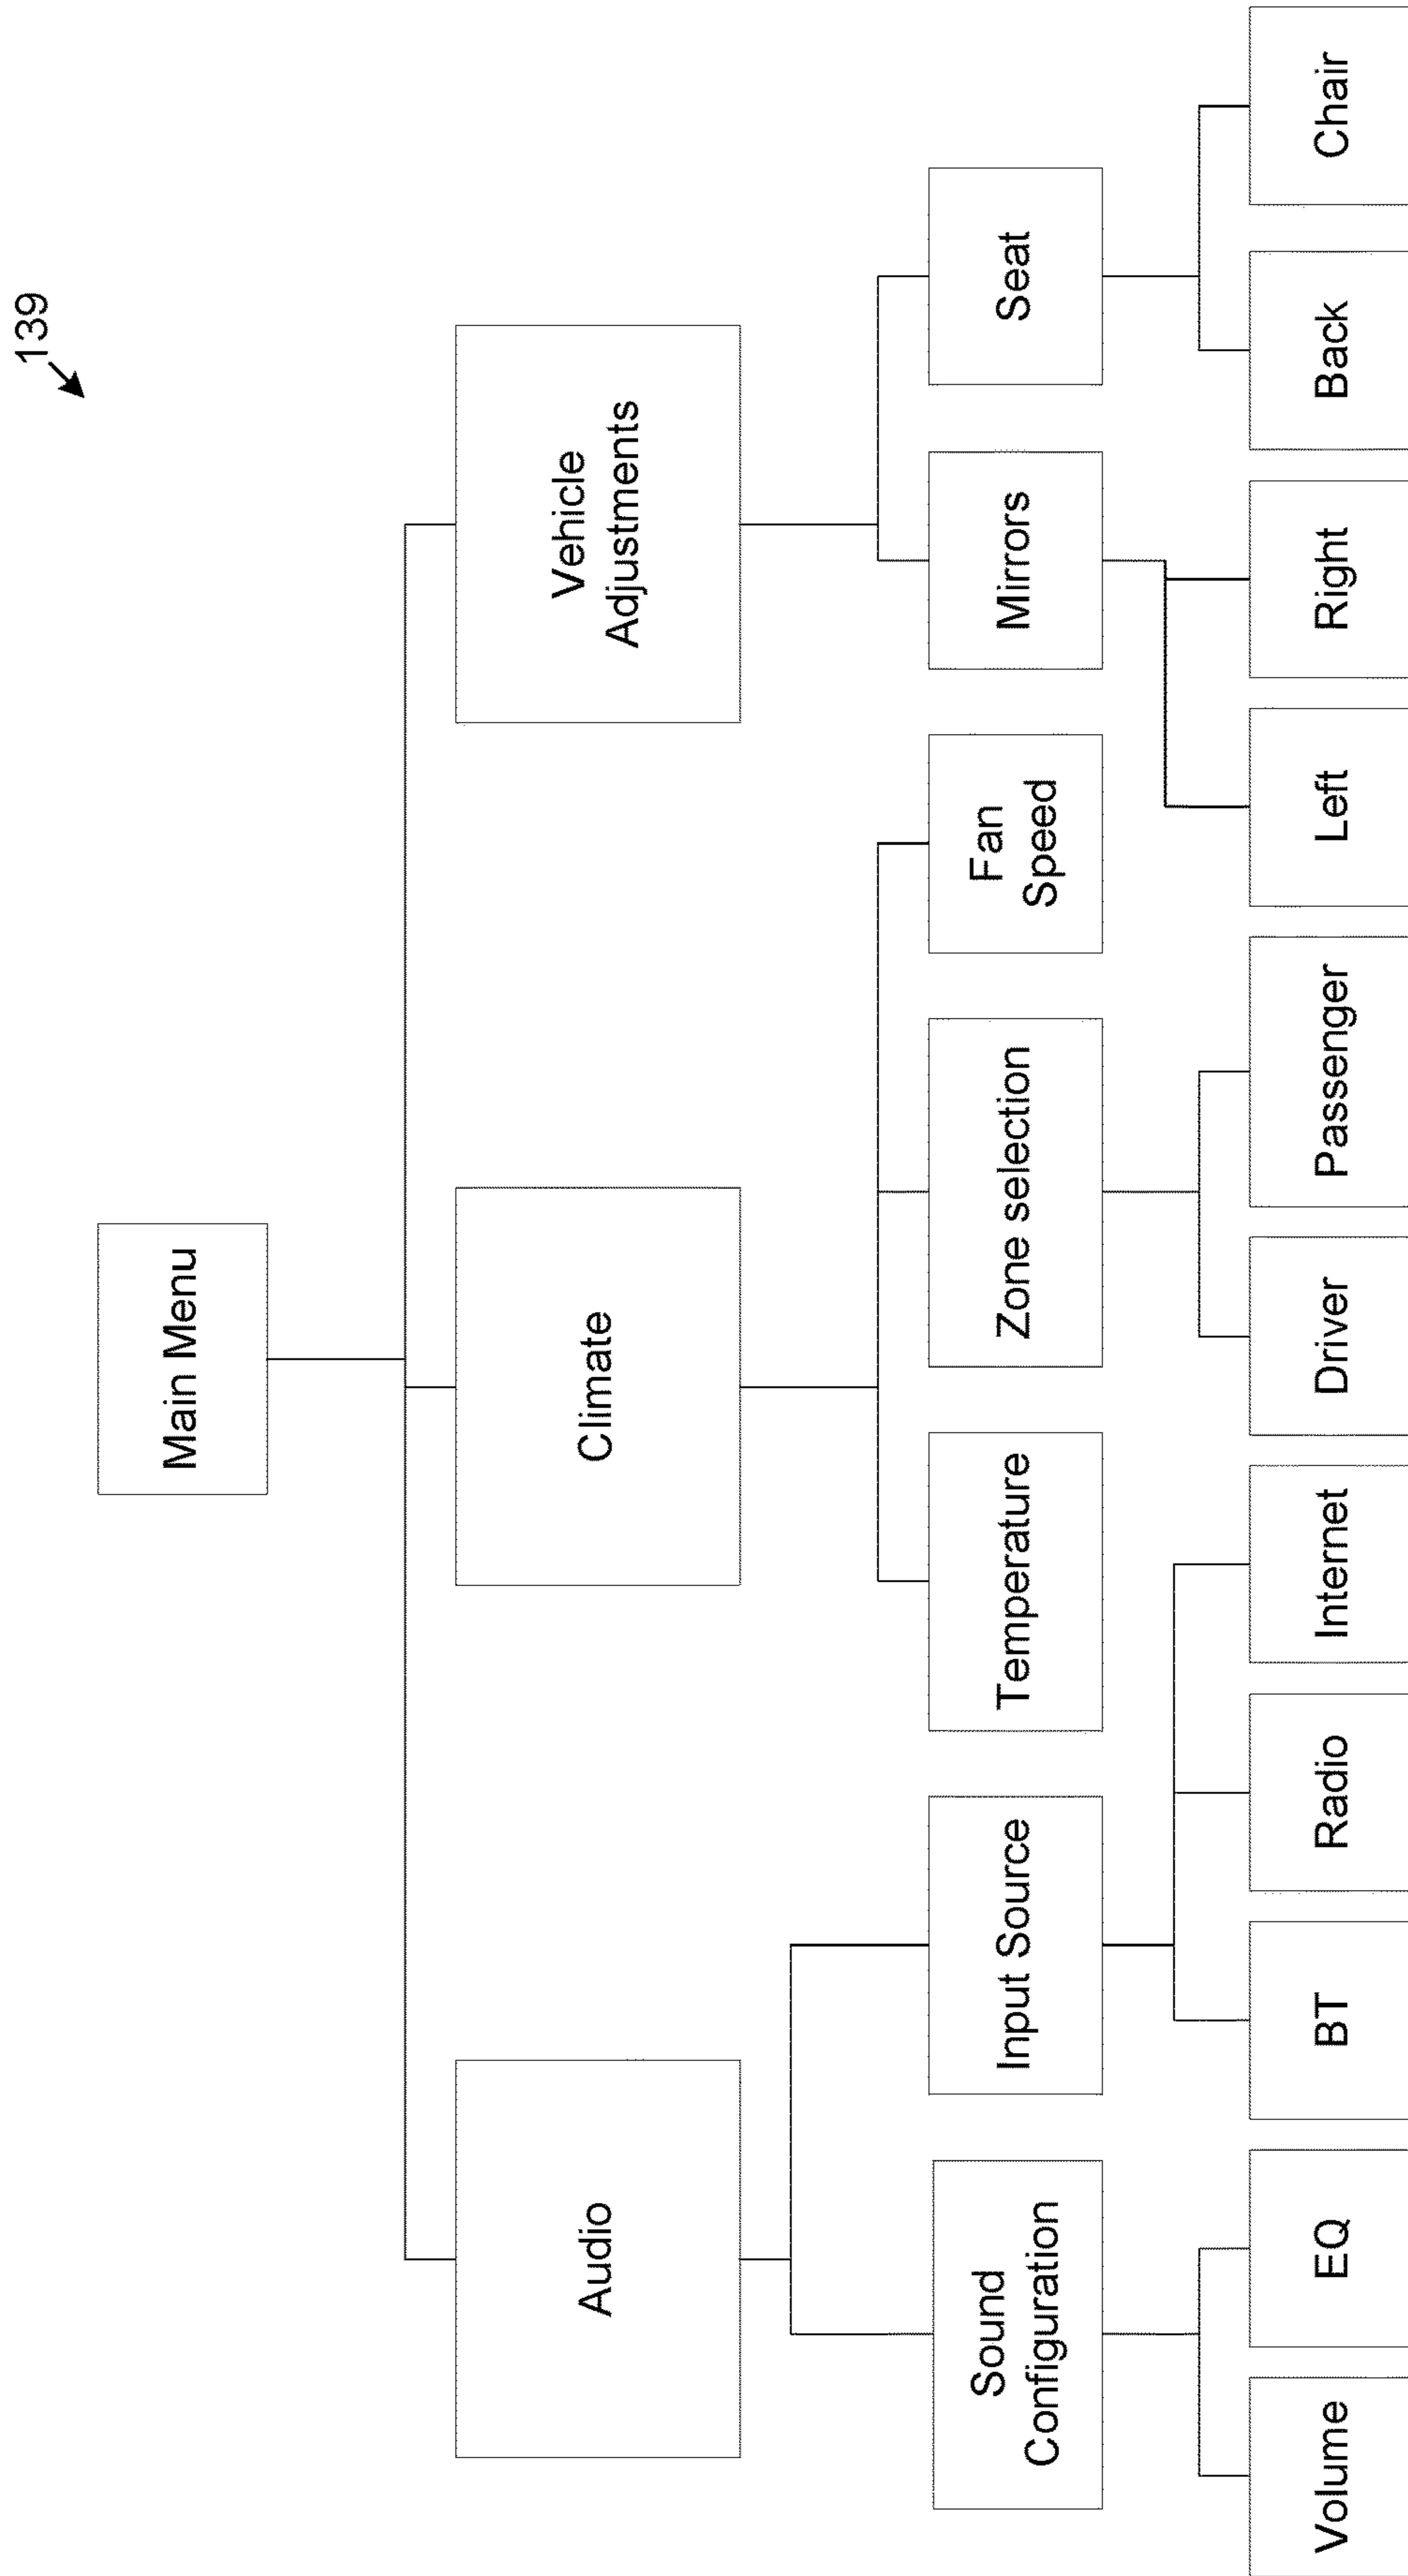 139
Main Menu
Audio
Climate
Vehicle
Adjustments
Sound
Configuration
Input Source
Temperature
Zone selection
Fan
Speed
Mirrors
Seat
Volume
EQ
BT
Radio
Internet
Driver
Passenger
Left
Right
Back
Chair